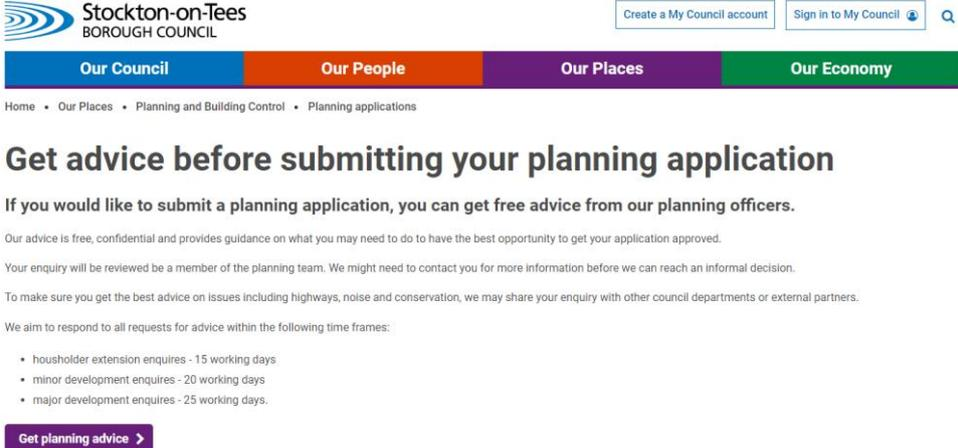 Stockton-on-Tees
BOROUGH COUNCIL
Create a My Council account
Sign in to My Council
Our Council
Our People
Our Places
Our Economy
Home • Our Places • Planning and Building Control • Planning applications
Get advice before submitting your planning application
If you would like to submit a planning application, you can get free advice from our planning officers.
Our advice is free, confidential and provides guidance on what you may need to do to have the best opportunity to get your application approved.
Your enquiry will be reviewed be a member of the planning team. We might need to contact you for more information before we can reach an informal decision.
To make sure you get the best advice on issues including highways, noise and conservation, we may share your enquiry with other council departments or external partners.
We aim to respond to all requests for advice within the following time frames:
• housholder extension enquires - 15 working days
• minor development enquires - 20 working days
• major development enquires - 25 working days.
Get planning advice